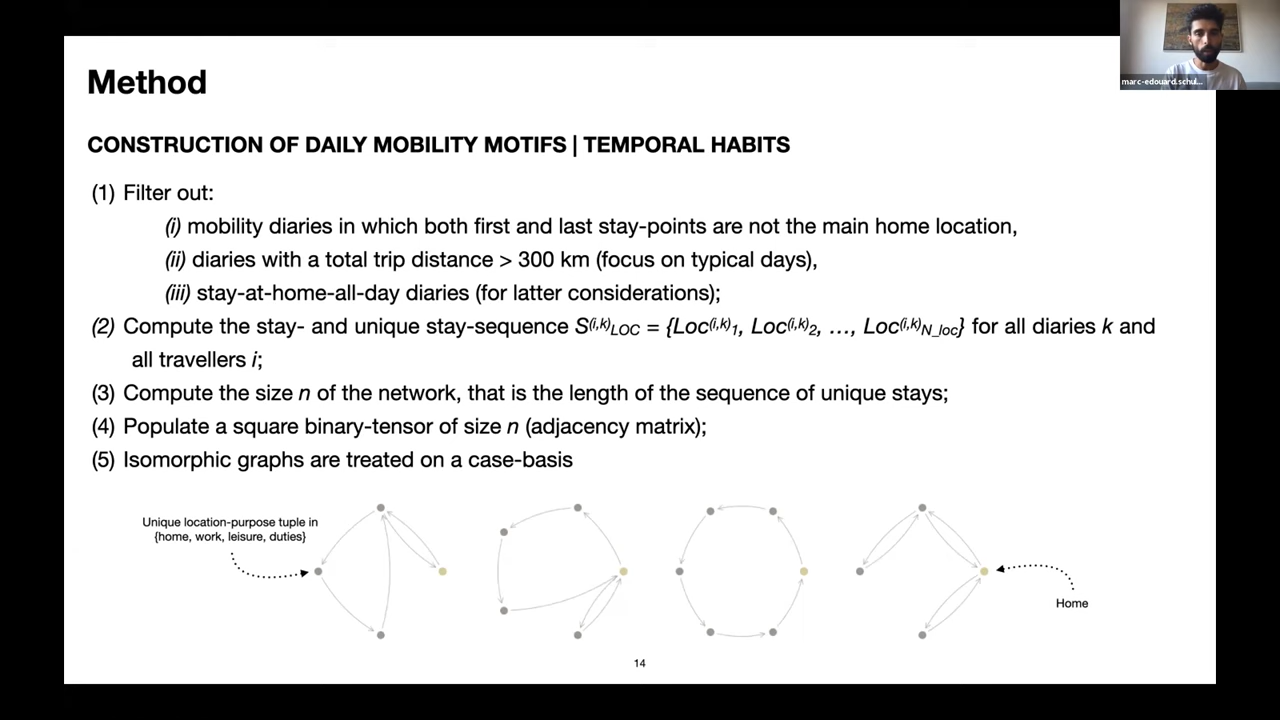 marc-edouard.schul...
Method
CONSTRUCTION OF DAILY MOBILITY MOTIFS | TEMPORAL HABITS
(1) Filter out:
(i) mobility diaries in which both first and last stay-points are not the main home location,
(ii) diaries with a total trip distance > 300 km (focus on typical days),
(iii) stay-at-home-all-day diaries (for latter considerations);
(2) Compute the stay- and unique stay-sequence S(i,k)LOC = {Loc(i,k)1, Loc(i,k)2, …, Loc(i,k)N_loc} for all diaries k and
all travellers i;
(3) Compute the size n of the network, that is the length of the sequence of unique stays;
(4) Populate a square binary-tensor of size n (adjacency matrix);
(5) Isomorphic graphs are treated on a case-basis
Unique location-purpose tuple in
{home, work, leisure, duties}
Home
14